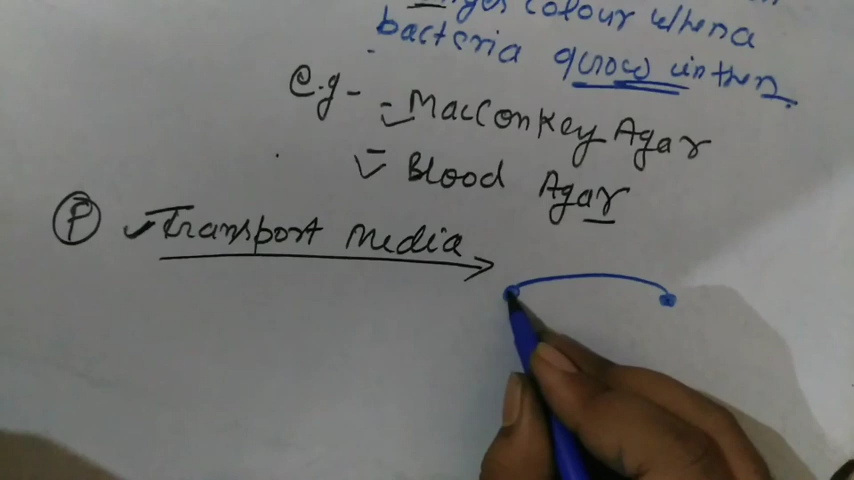 colour when a
bacteria grow in them.
e.g- - MacConkey Agar
- Blood Agar
(P) Transport Media